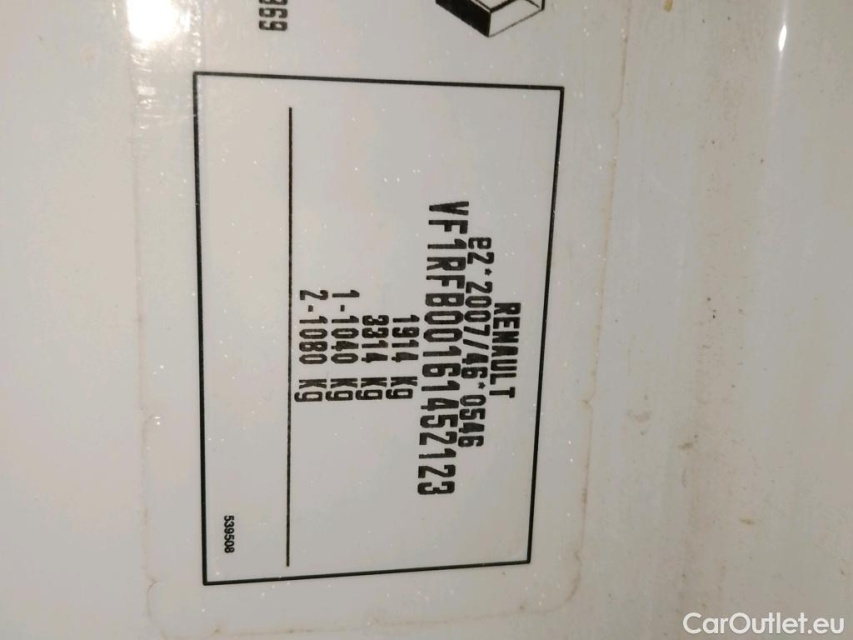 RENAULT
e2*2007//46*0546
VF1RFB00161452123
1914 Kg
3314 Kg
1-1040 Kg
2-1080 Kg
539508
969
CarOutlet.eu